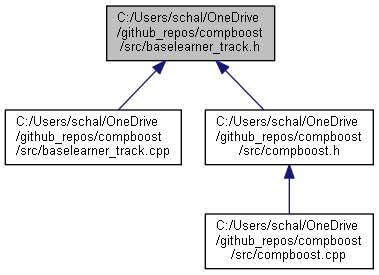 C:/Users/schal/OneDrive
/github_repos/compboost
/src/baselearner_track.h
C:/Users/schal/OneDrive
/github_repos/compboost
/src/baselearner_track.cpp
C:/Users/schal/OneDrive
/github_repos/compboost
/src/compboost.h
C:/Users/schal/OneDrive
/github_repos/compboost
/src/compboost.cpp